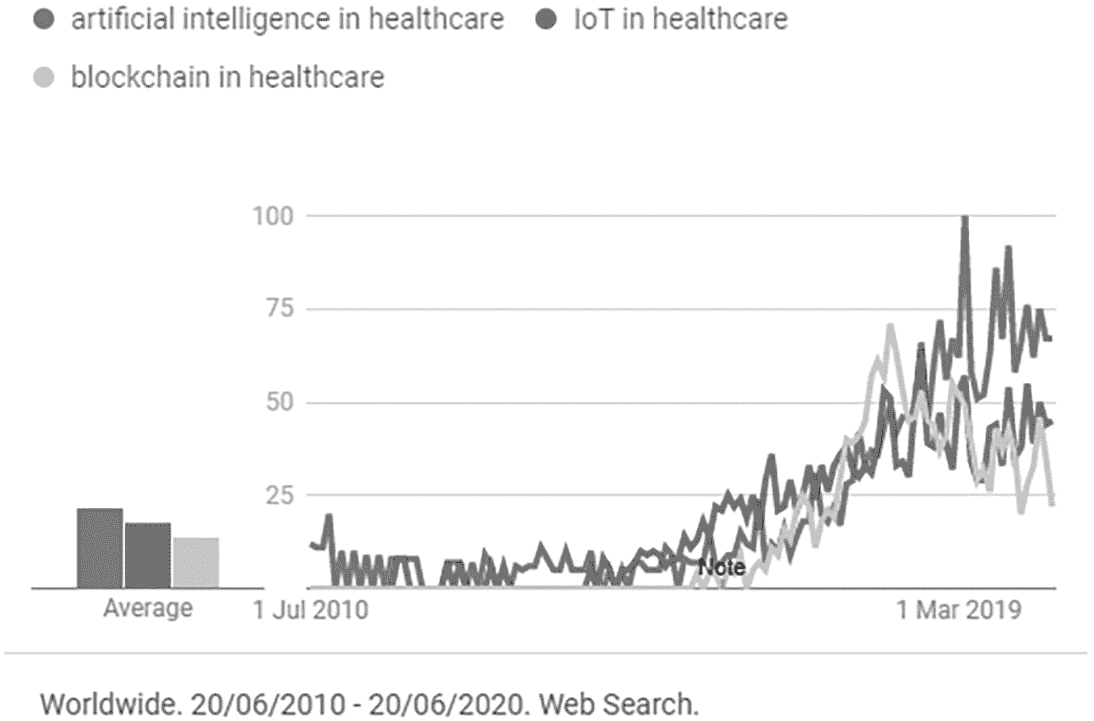 artificial intelligence in healthcare IoT in healthcare
blockchain in healthcare
100
75
50
25
Note
Average 1 Jul 2010 1 Mar 2019
Worldwide. 20/06/2010 - 20/06/2020. Web Search.